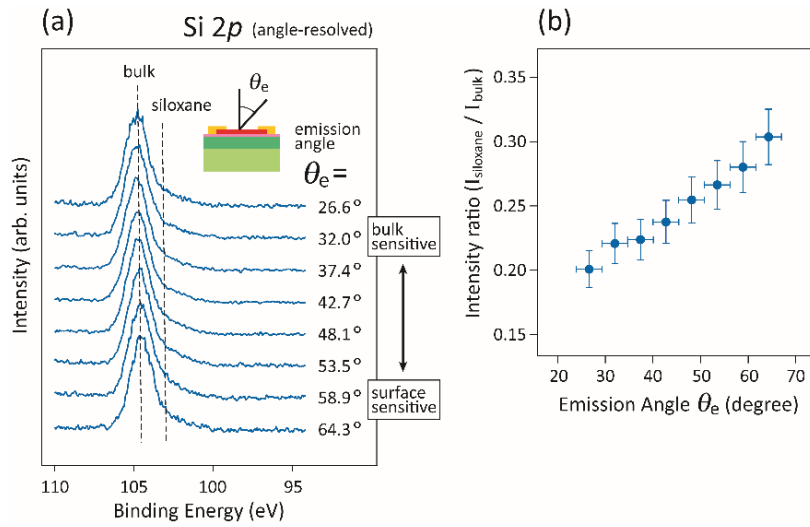 (a)
Si 2p (angle-resolved)
bulk
siloxane
θe
emission
angle
θe =
26.6°
32.0°
37.4°
42.7°
48.1°
53.5°
58.9°
64.3°
bulk
sensitive
surface
sensitive
Intensity (arb. units)
110 105 100 95
Binding Energy (eV)
(b)
Intensity ratio (Isiloxane / Ibulk)
0.35
0.30
0.25
0.20
0.15
20 30 40 50 60 70
Emission Angle θe (degree)